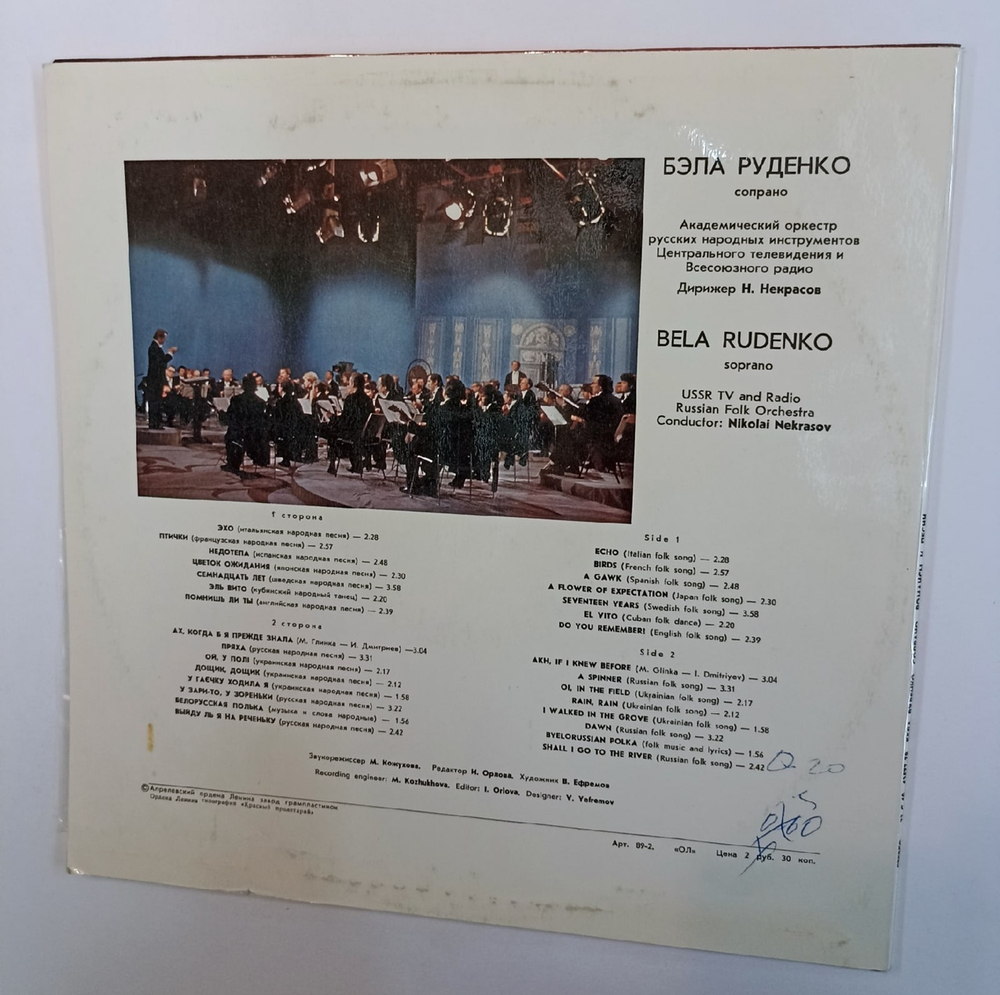 БЭЛА РУДЕНКО
сопрано
Академический оркестр
русских народных инструментов
Центрального телевидения и
Всесоюзного радио
Дирижер Н. Некрасов
BELA RUDENKO
soprano
USSR TV and Radio
Russian Folk Orchestra
Conductor: Nikolai Nekrasov
1 сторона
ЭХО (итальянская народная песня) — 2.28
ПТИЧКИ (французская народная песня) — 2.57
НЕДОТЕПА (испанская народная песня) — 2.48
ЦВЕТОК ОЖИДАНИЯ (японская народная песня) — 2.30
СЕМНАДЦАТЬ ЛЕТ (шведская народная песня) — 3.58
ЭЛЬ ВИТО (кубинский народный танец) — 2.20
ПОМНИШЬ ЛИ ТЫ (английская народная песня) — 2.39
2 сторона
АХ, КОГДА Б Я ПРЕЖДЕ ЗНАЛА (М. Глинка — И. Дмитриев) —3.04
ПРЯХА (русская народная песня) — 3.31
ОЙ, У ПОЛІ (украинская народная песня) — 2.17
ДОЩИК, ДОЩИК (украинская народная песня) — 2.12
У ГАЄЧКУ ХОДИЛА Я (украинская народная песня) — 1.58
У ЗАРИ-ТО, У ЗОРЕНЬКИ (русская народная песня) — 3.22
БЕЛОРУССКАЯ ПОЛЬКА (музыка и слова народные) — 1.56
ВЫЙДУ ЛЬ Я НА РЕЧЕНЬКУ (русская народная песня) — 2.42
Side 1
ECHO (Italian folk song) — 2.28
BIRDS (French folk song) — 2.57
A GAWK (Spanish folk song) — 2.48
A FLOWER OF EXPECTATION (Japan folk song) — 2.30
SEVENTEEN YEARS (Swedish folk song) — 3.58
EL VITO (Cuban folk dance) — 2.20
DO YOU REMEMBER! (English folk song) — 2.39
Side 2
AKH, IF I KNEW BEFORE (M. Glinka — I. Dmitriyev) — 3.04
A SPINNER (Russian folk song) — 3.31
OI, IN THE FIELD (Ukrainian folk song) — 2.17
RAIN, RAIN (Ukrainian folk song) — 2.12
I WALKED IN THE GROVE (Ukrainian folk song) — 1.58
DAWN (Russian folk song) — 3.22
BYELORUSSIAN POLKA (folk music and lyrics) — 1.56
SHALL I GO TO THE RIVER (Russian folk song) — 2.42
Звукорежиссер М. Кожухова, Редактор И. Орлова, Художник В. Ефремов
Recording engineer: M. Kozhukhova, Editor: I. Orlova, Designer: V. Yefremov
© Апрелевский ордена Ленина завод грампластинок
Ордена Ленина типография «Красный пролетарий»
Арт. 09-2. «ОЛ» Цена 2 руб. 30 коп.